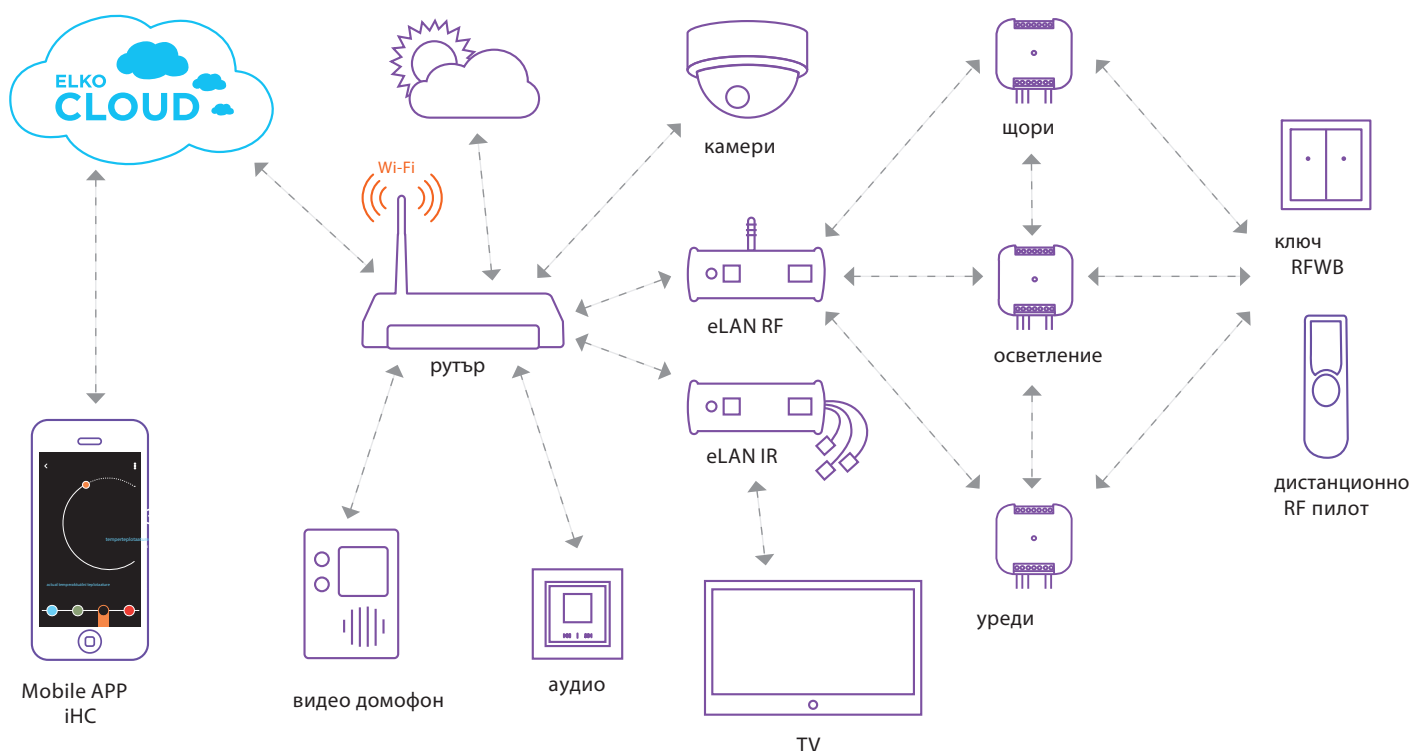 ELKO
CLOUD
Wi-Fi
камери
щори
ключ
RFWB
eLAN RF
осветление
рутър
eLAN IR
дистанционно
RF пилот
уреди
Mobile APP
iHC
видео домофон
аудио
TV